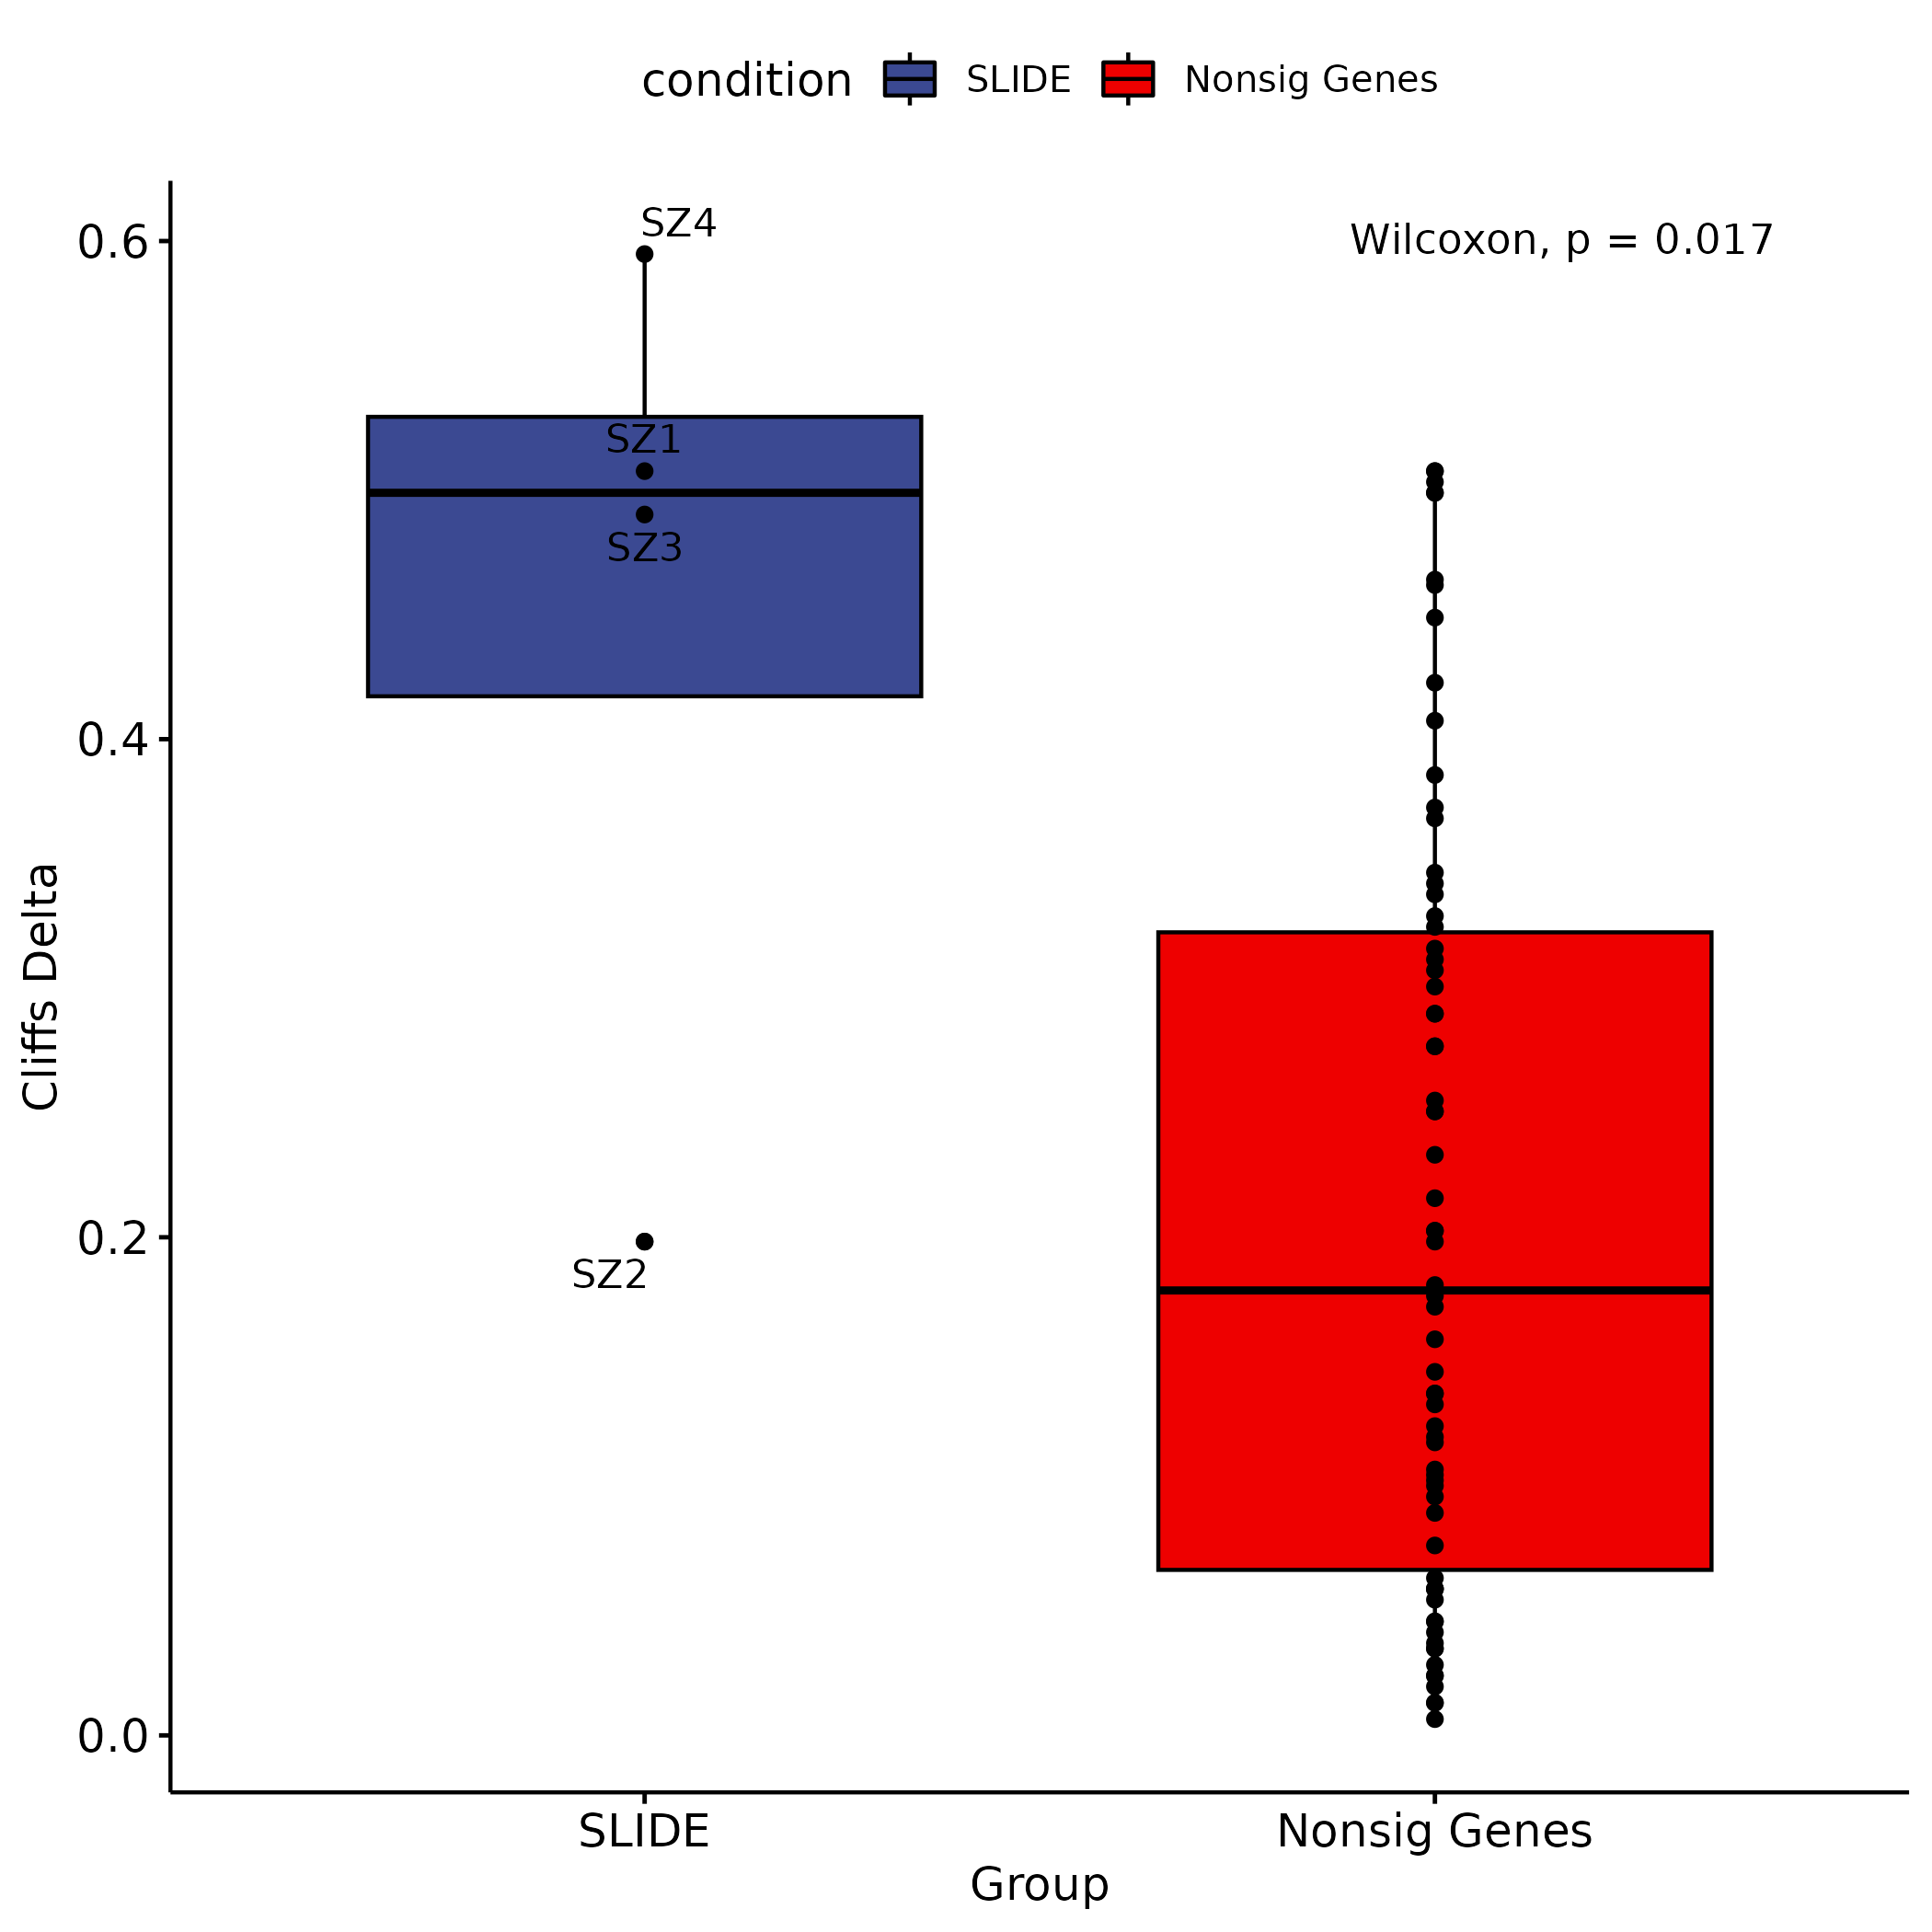 condition SLIDE Nonsig Genes
Wilcoxon, p = 0.017
SZ4
SZ1
SZ3
SZ2
0.6
0.4
0.2
0.0
Cliffs Delta
SLIDE Nonsig Genes
Group